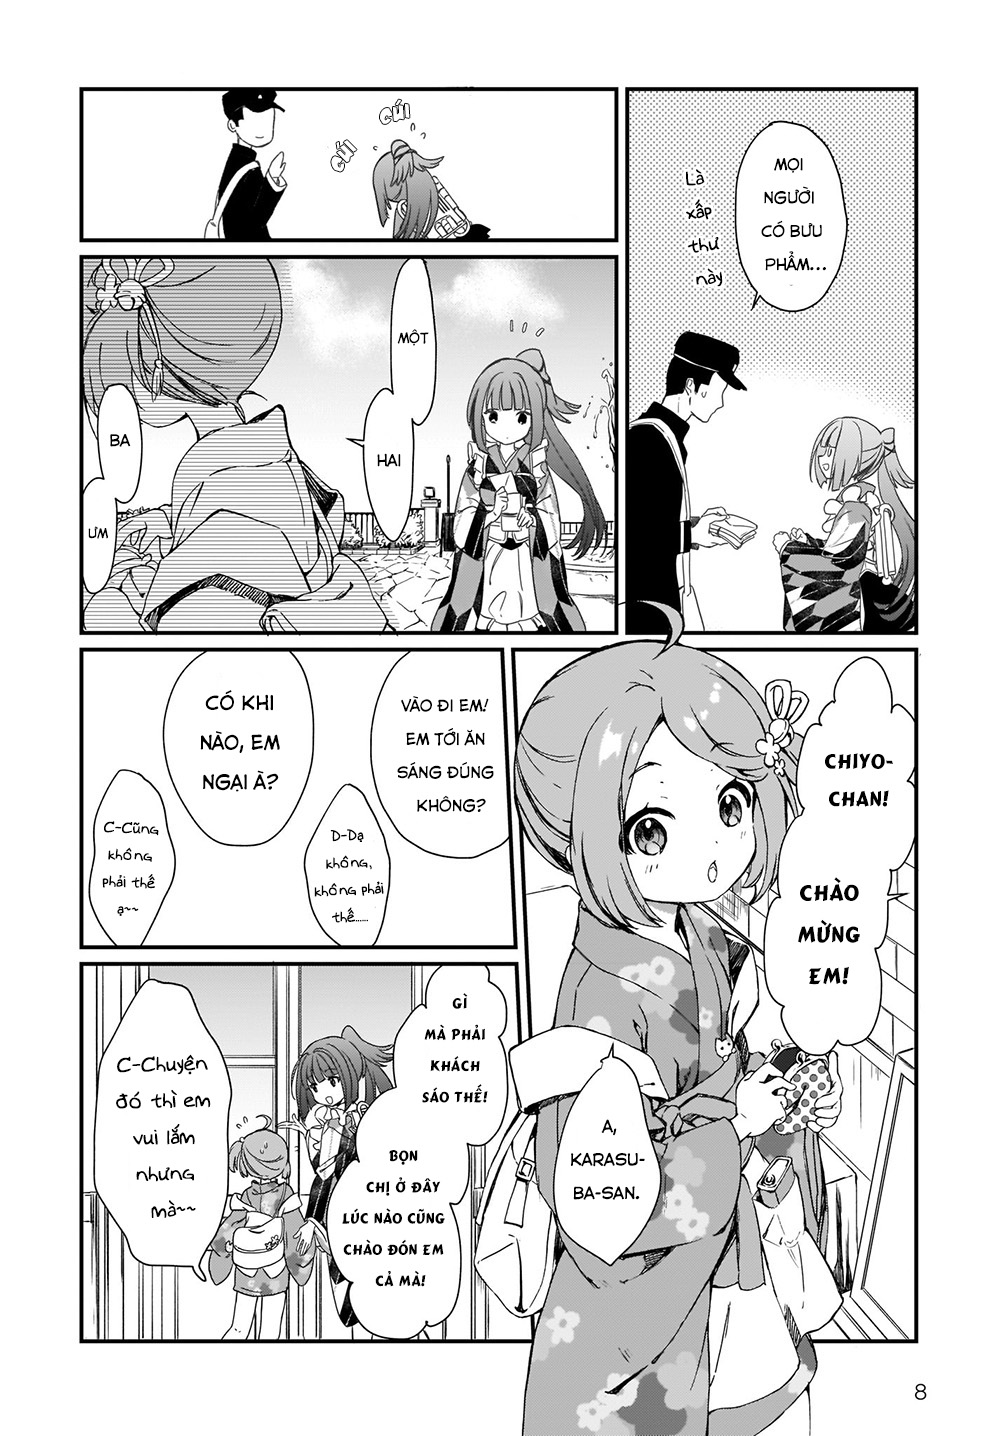 MỌI
NGƯỜI
CÓ BƯU
PHẨM...
Là
xấp
thư
này
CÚI
CÚI
MỘT
HAI
BA
ƯM
CHIYO-
CHAN!
CHÀO
MỪNG
EM!
A,
KARASU-
BA-SAN.
VÀO ĐI EM!
EM TỚI ĂN
SÁNG ĐÚNG
KHÔNG?
D-Dạ
không,
không phải
thế......
CÓ KHI
NÀO, EM
NGẠI À?
C-Cũng
không
phải thế
ạ~~
GÌ
MÀ PHẢI
KHÁCH
SÁO THẾ!
BỌN
CHỊ Ở ĐÂY
LÚC NÀO CŨNG
CHÀO ĐÓN EM
CẢ MÀ!
C-Chuyện
đó thì em
vui lắm
nhưng
mà~~
8